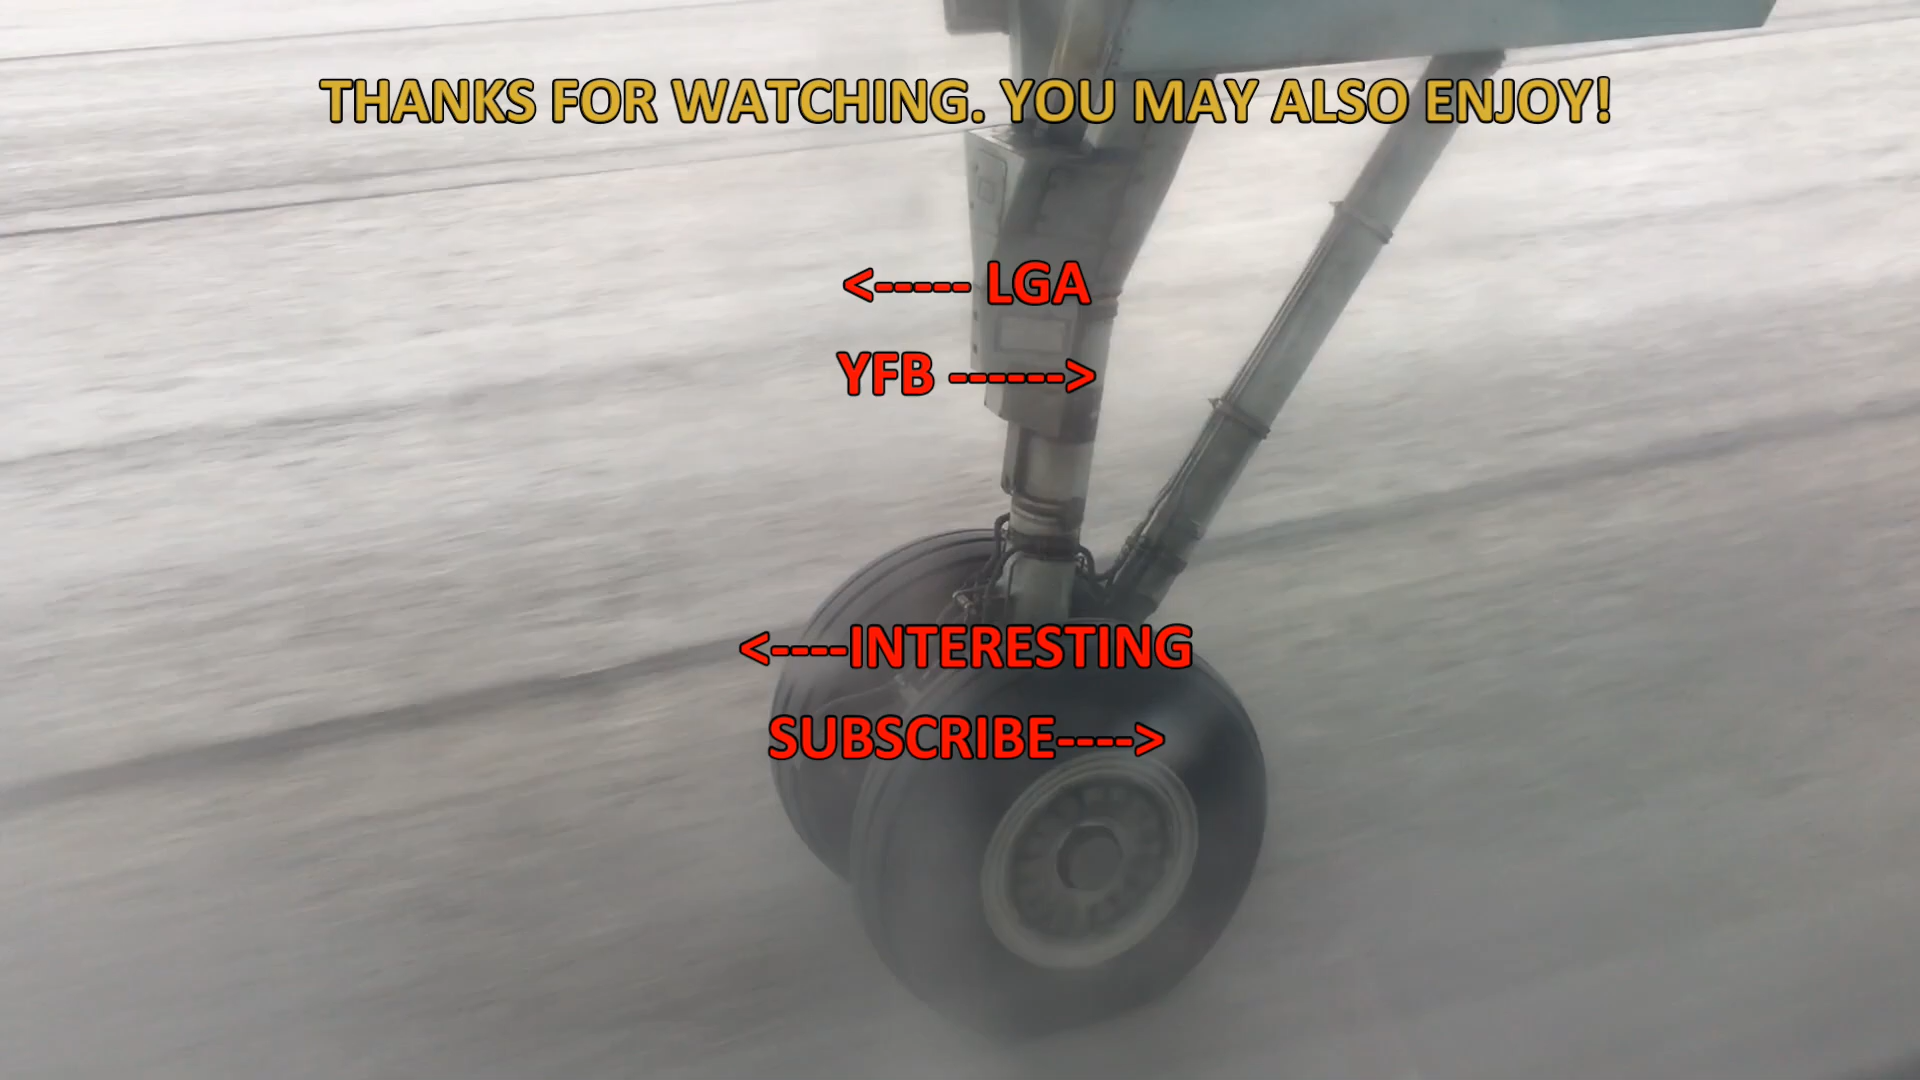 THANKS FOR WATCHING. YOU MAY ALSO ENJOY!
<----- LGA
YFB ------>
<----INTERESTING
SUBSCRIBE---->